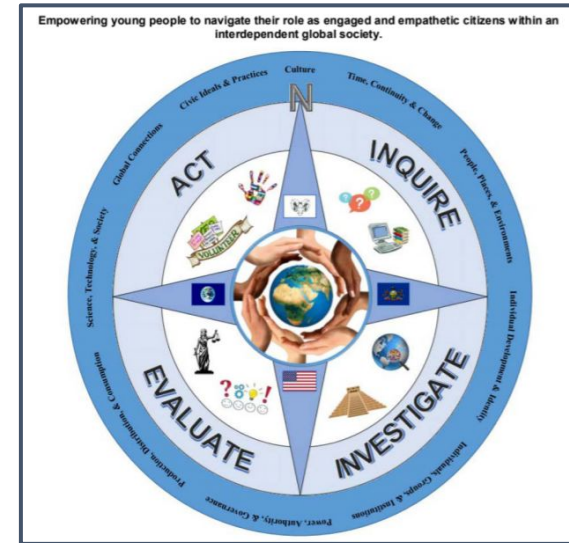 Empowering young people to navigate their role as engaged and empathetic citizens within an
interdependent global society.
Culture
Time, Continuity & Change
People, Places, & Environments
Individual Development & Identity
Individuals, Groups, & Institutions
Power, Authority, & Governance
Production, Distribution, & Consumption
Science, Technology, & Society
Global Connections
Civic Ideals & Practices
N
ACT
INQUIRE
INVESTIGATE
EVALUATE
VOLUNTEER